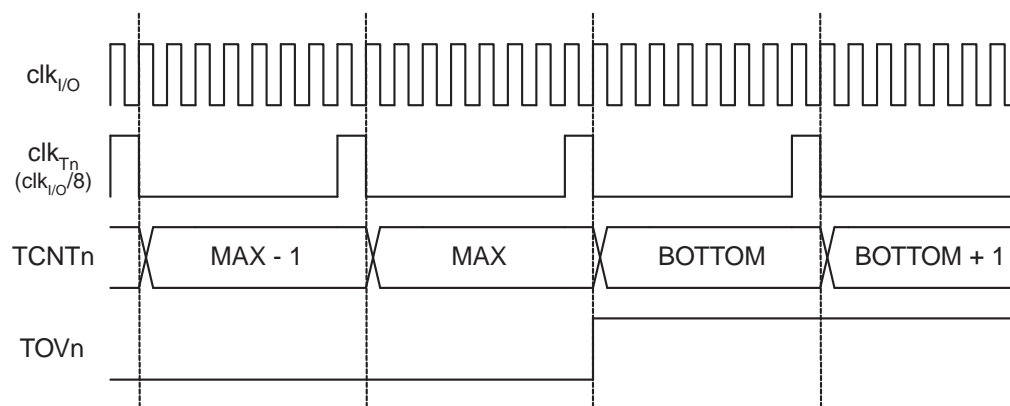 clkI/O
clkTn
(clkI/O/8)
TCNTn
MAX - 1
MAX
BOTTOM
BOTTOM + 1
TOVn